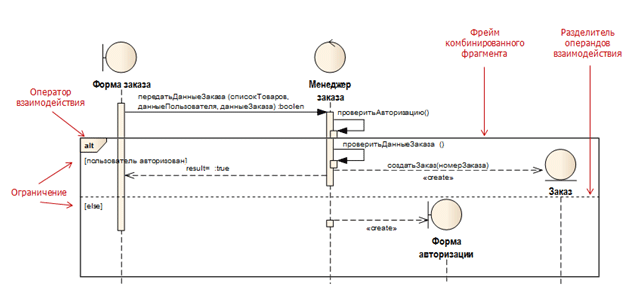 Фрейм
комбинированного
фрагмента
Разделитель
операндов
взаимодействия
Форма заказа
Менеджер
заказа
Оператор
взаимодействия
передатьДанныеЗаказа (списокТоваров,
данныеПользователя, данныеЗаказа) :boolen
проверитьАвторизацию()
alt
проверитьДанныеЗаказа ()
[пользователь авторизован]
result= :true
создатьЗаказ(номерЗаказа)
«create»
Заказ
Ограничение
[else]
«create»
Форма
авторизации